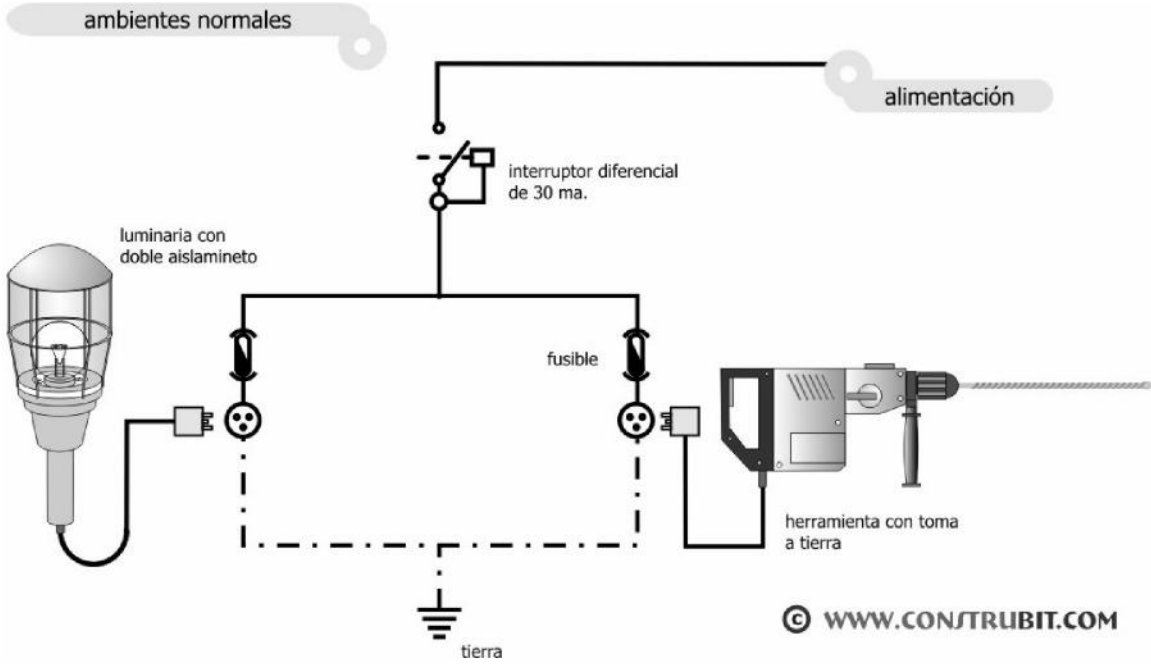 ambientes normales
alimentación
interruptor diferencial
de 30 ma.
luminaria con
doble aislamineto
fusible
herramienta con toma
a tierra
tierra
© WWW.CONSTRUBIT.COM